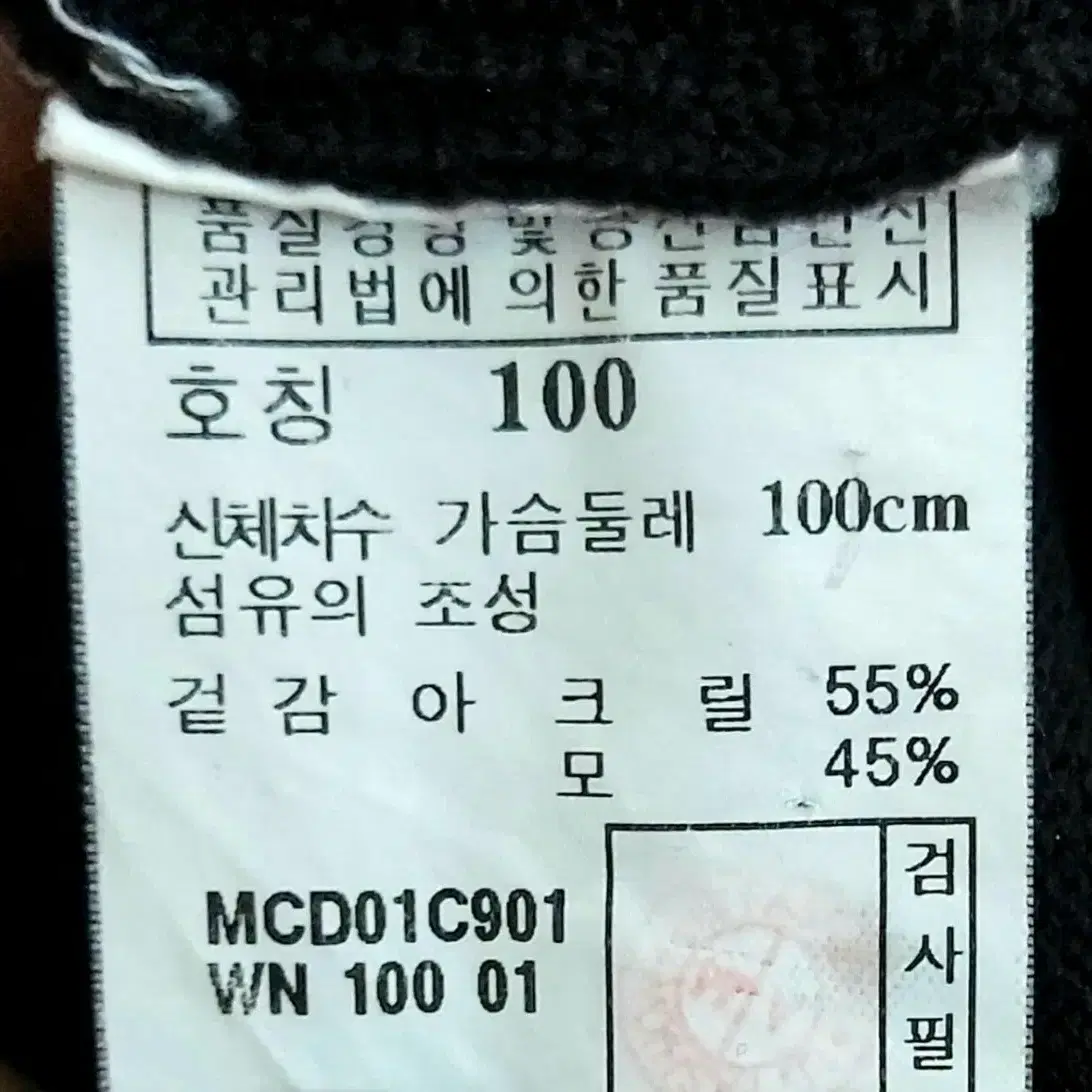 품질경영 및 공산품안전
관리법에 의한 품질표시
호칭 100
신체치수 가슴둘레 100cm
섬유의 조성
겉감 아크릴 55%
모 45%
MCD01C901
WN 100 01
검사필